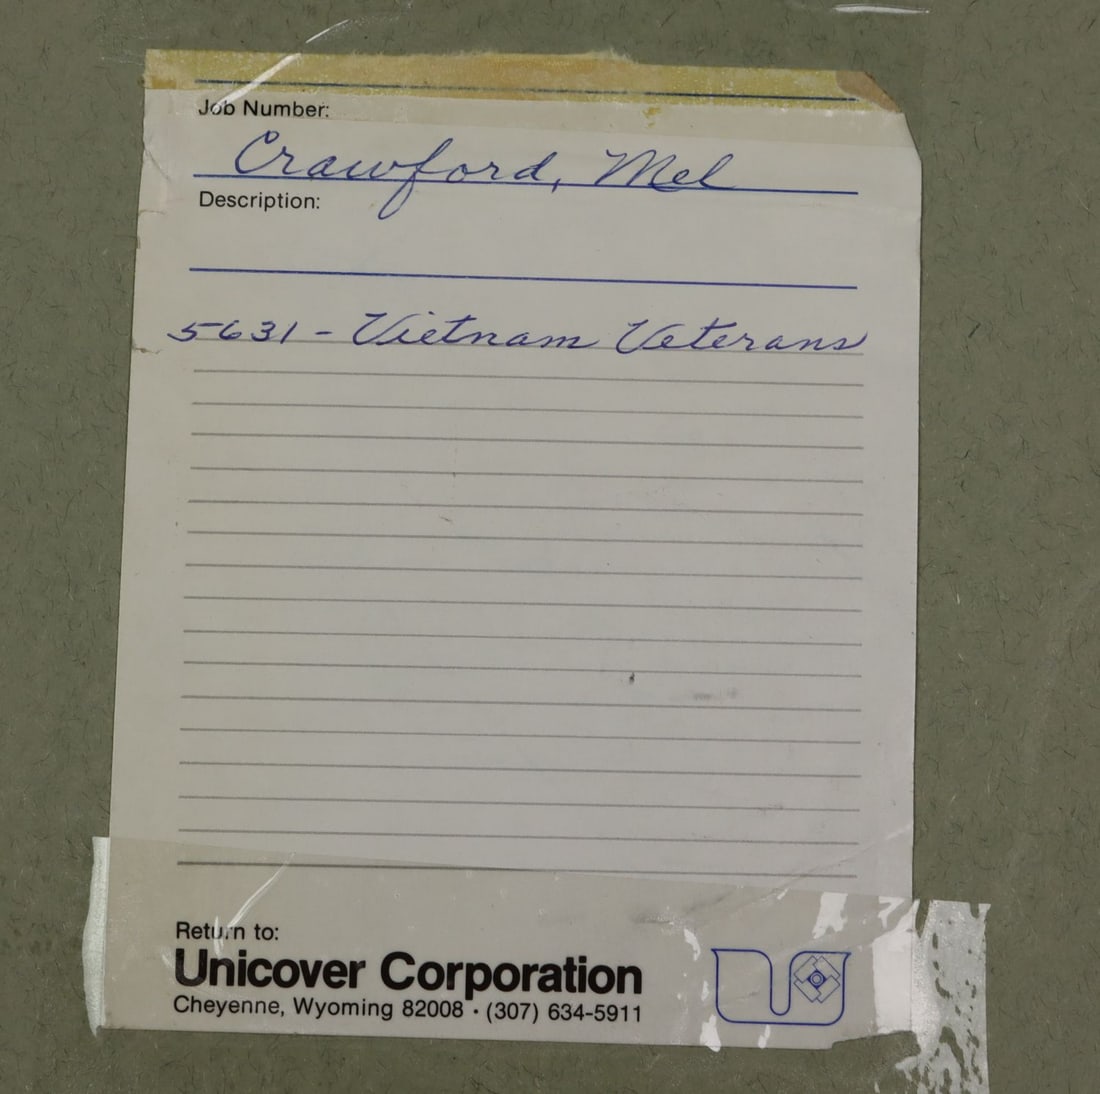 Job Number:
Crawford, Mel
Description:
5631 - Vietnam Veterans
Return to:
Unicover Corporation
Cheyenne, Wyoming 82008 · (307) 634-5911